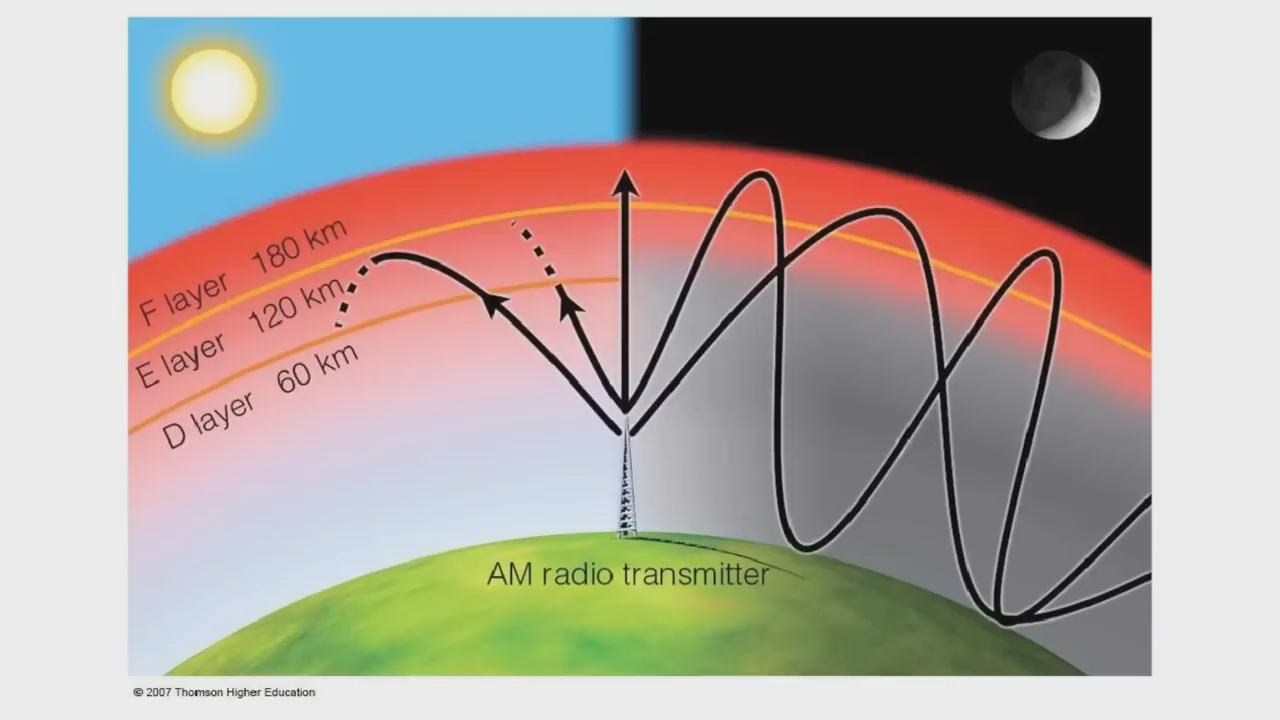 F layer 180 km
E layer 120 km
D layer 60 km
AM radio transmitter
© 2007 Thomson Higher Education